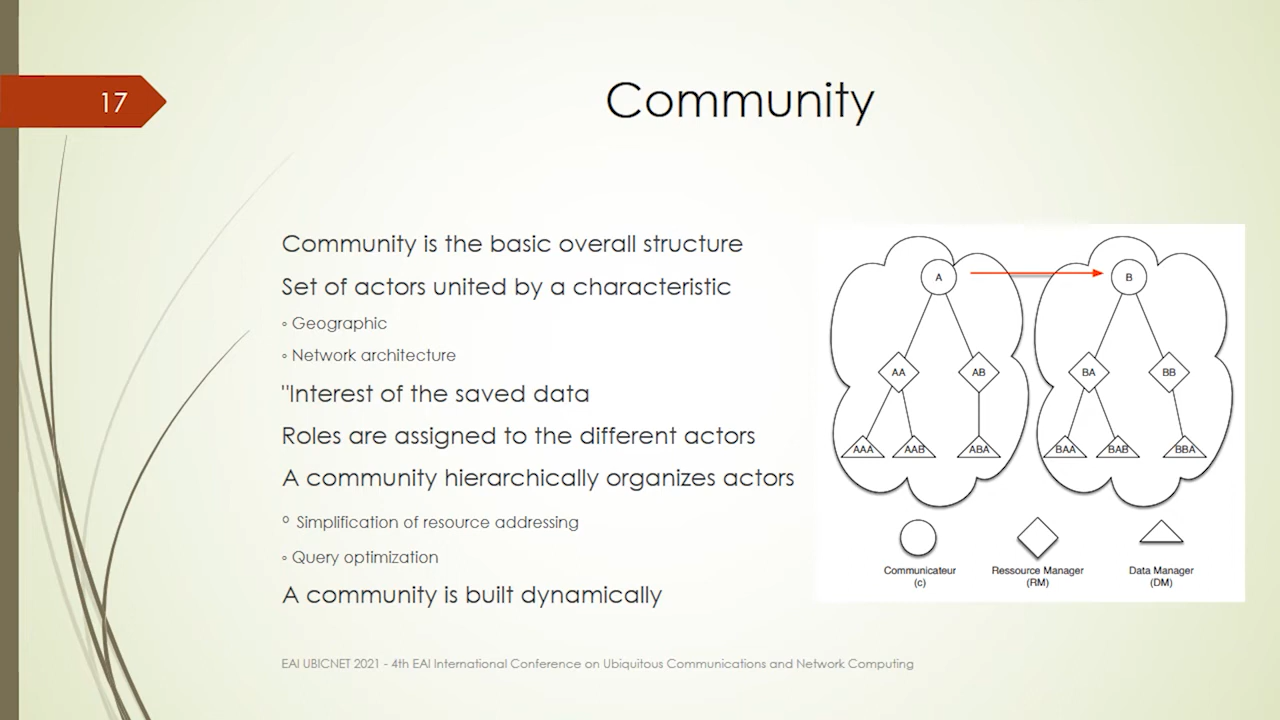 17
Community
Community is the basic overall structure
Set of actors united by a characteristic
◦ Geographic
◦ Network architecture
"Interest of the saved data
Roles are assigned to the different actors
A community hierarchically organizes actors
º Simplification of resource addressing
◦ Query optimization
A community is built dynamically
A B
AA AB BA BB
AAA AAB ABA BAA BAB BBA
Communicateur Ressource Manager Data Manager
(c) (RM) (DM)
EAI UBICNET 2021 - 4th EAI International Conference on Ubiquitous Communications and Network Computing